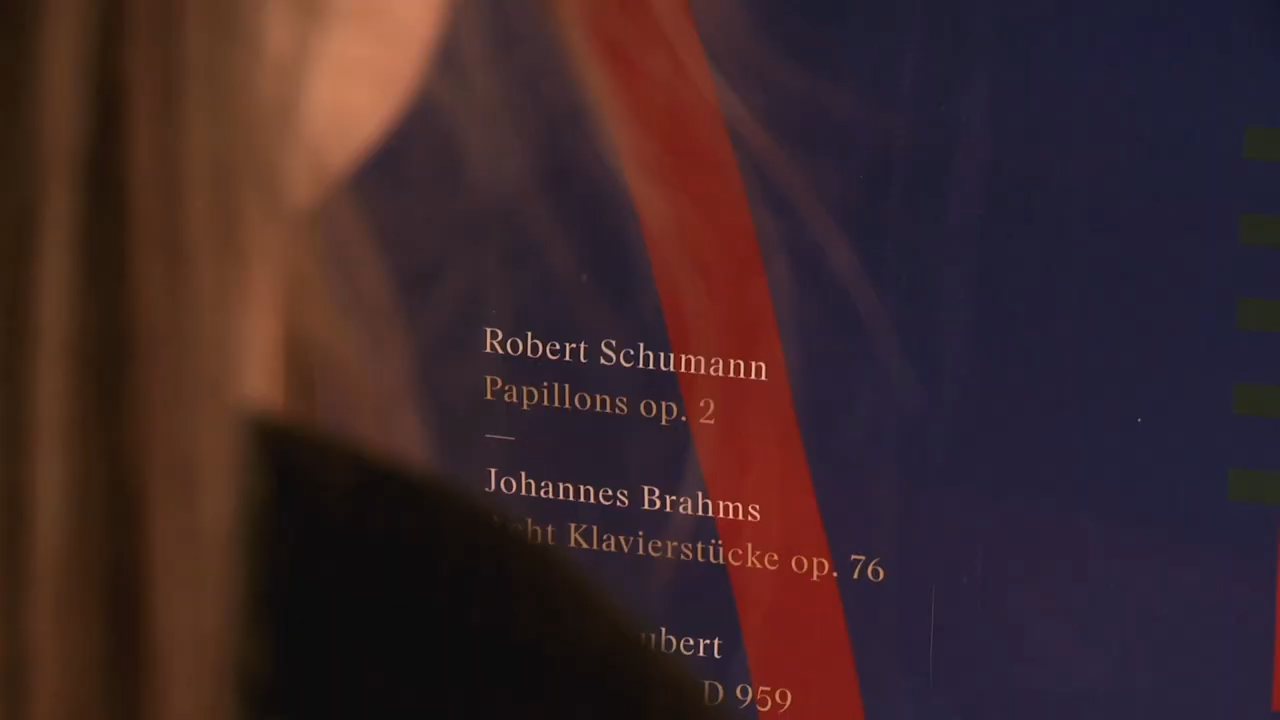 Robert Schumann
Papillons op. 2
—
Johannes Brahms
Klavierstücke op. 76
D 959